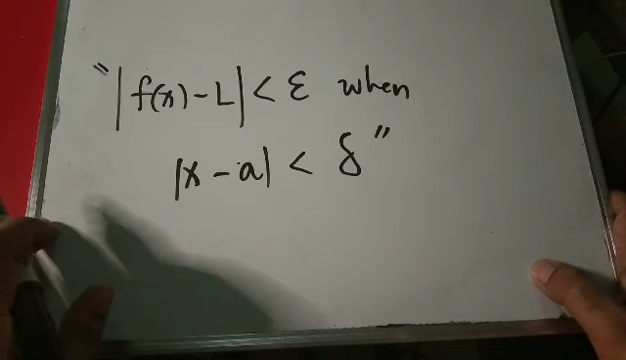 "|f(x) - L| < ε when
|x - a| < δ"